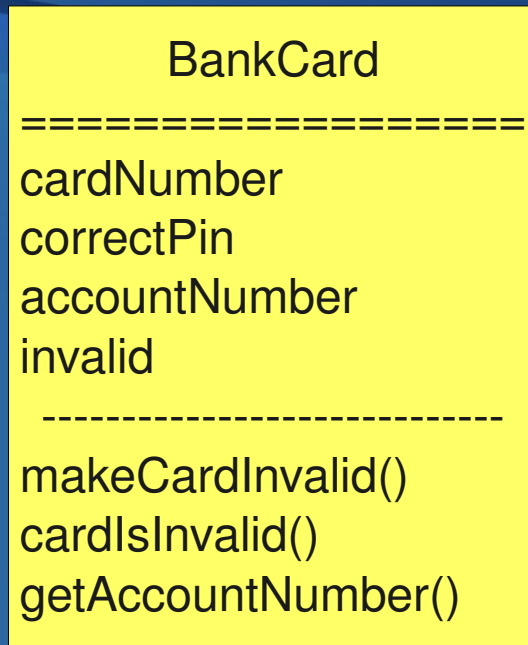 BankCard
==================
cardNumber
correctPin
accountNumber
invalid
-----------------------------
makeCardInvalid()
cardIsInvalid()
getAccountNumber()